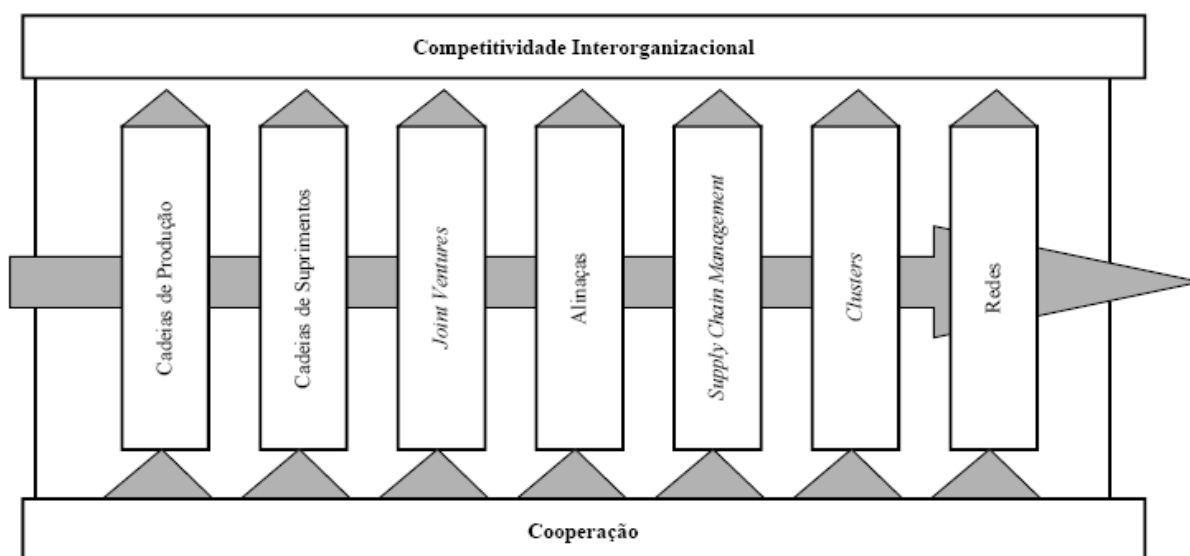 Competitividade Interorganizacional
Cadeias de Produção
Cadeias de Suprimentos
Joint Ventures
Alinaças
Supply Chain Management
Clusters
Redes
Cooperação